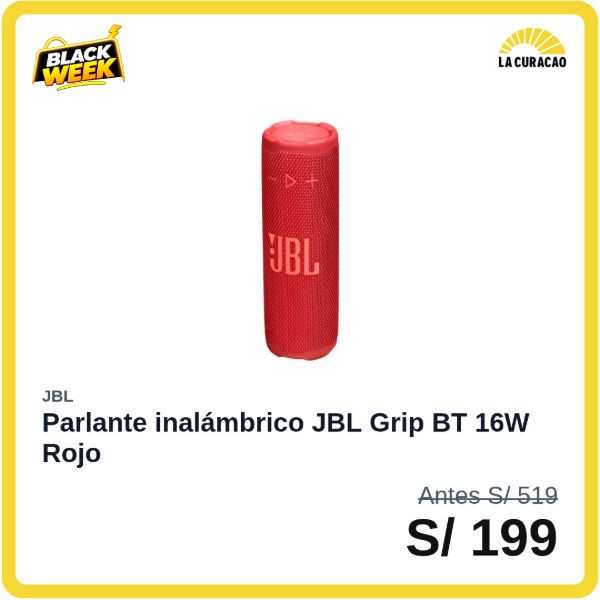 BLACK
WEEK
LA CURACAO
JBL
JBL
Parlante inalámbrico JBL Grip BT 16W
Rojo
Antes S/ 519
S/ 199